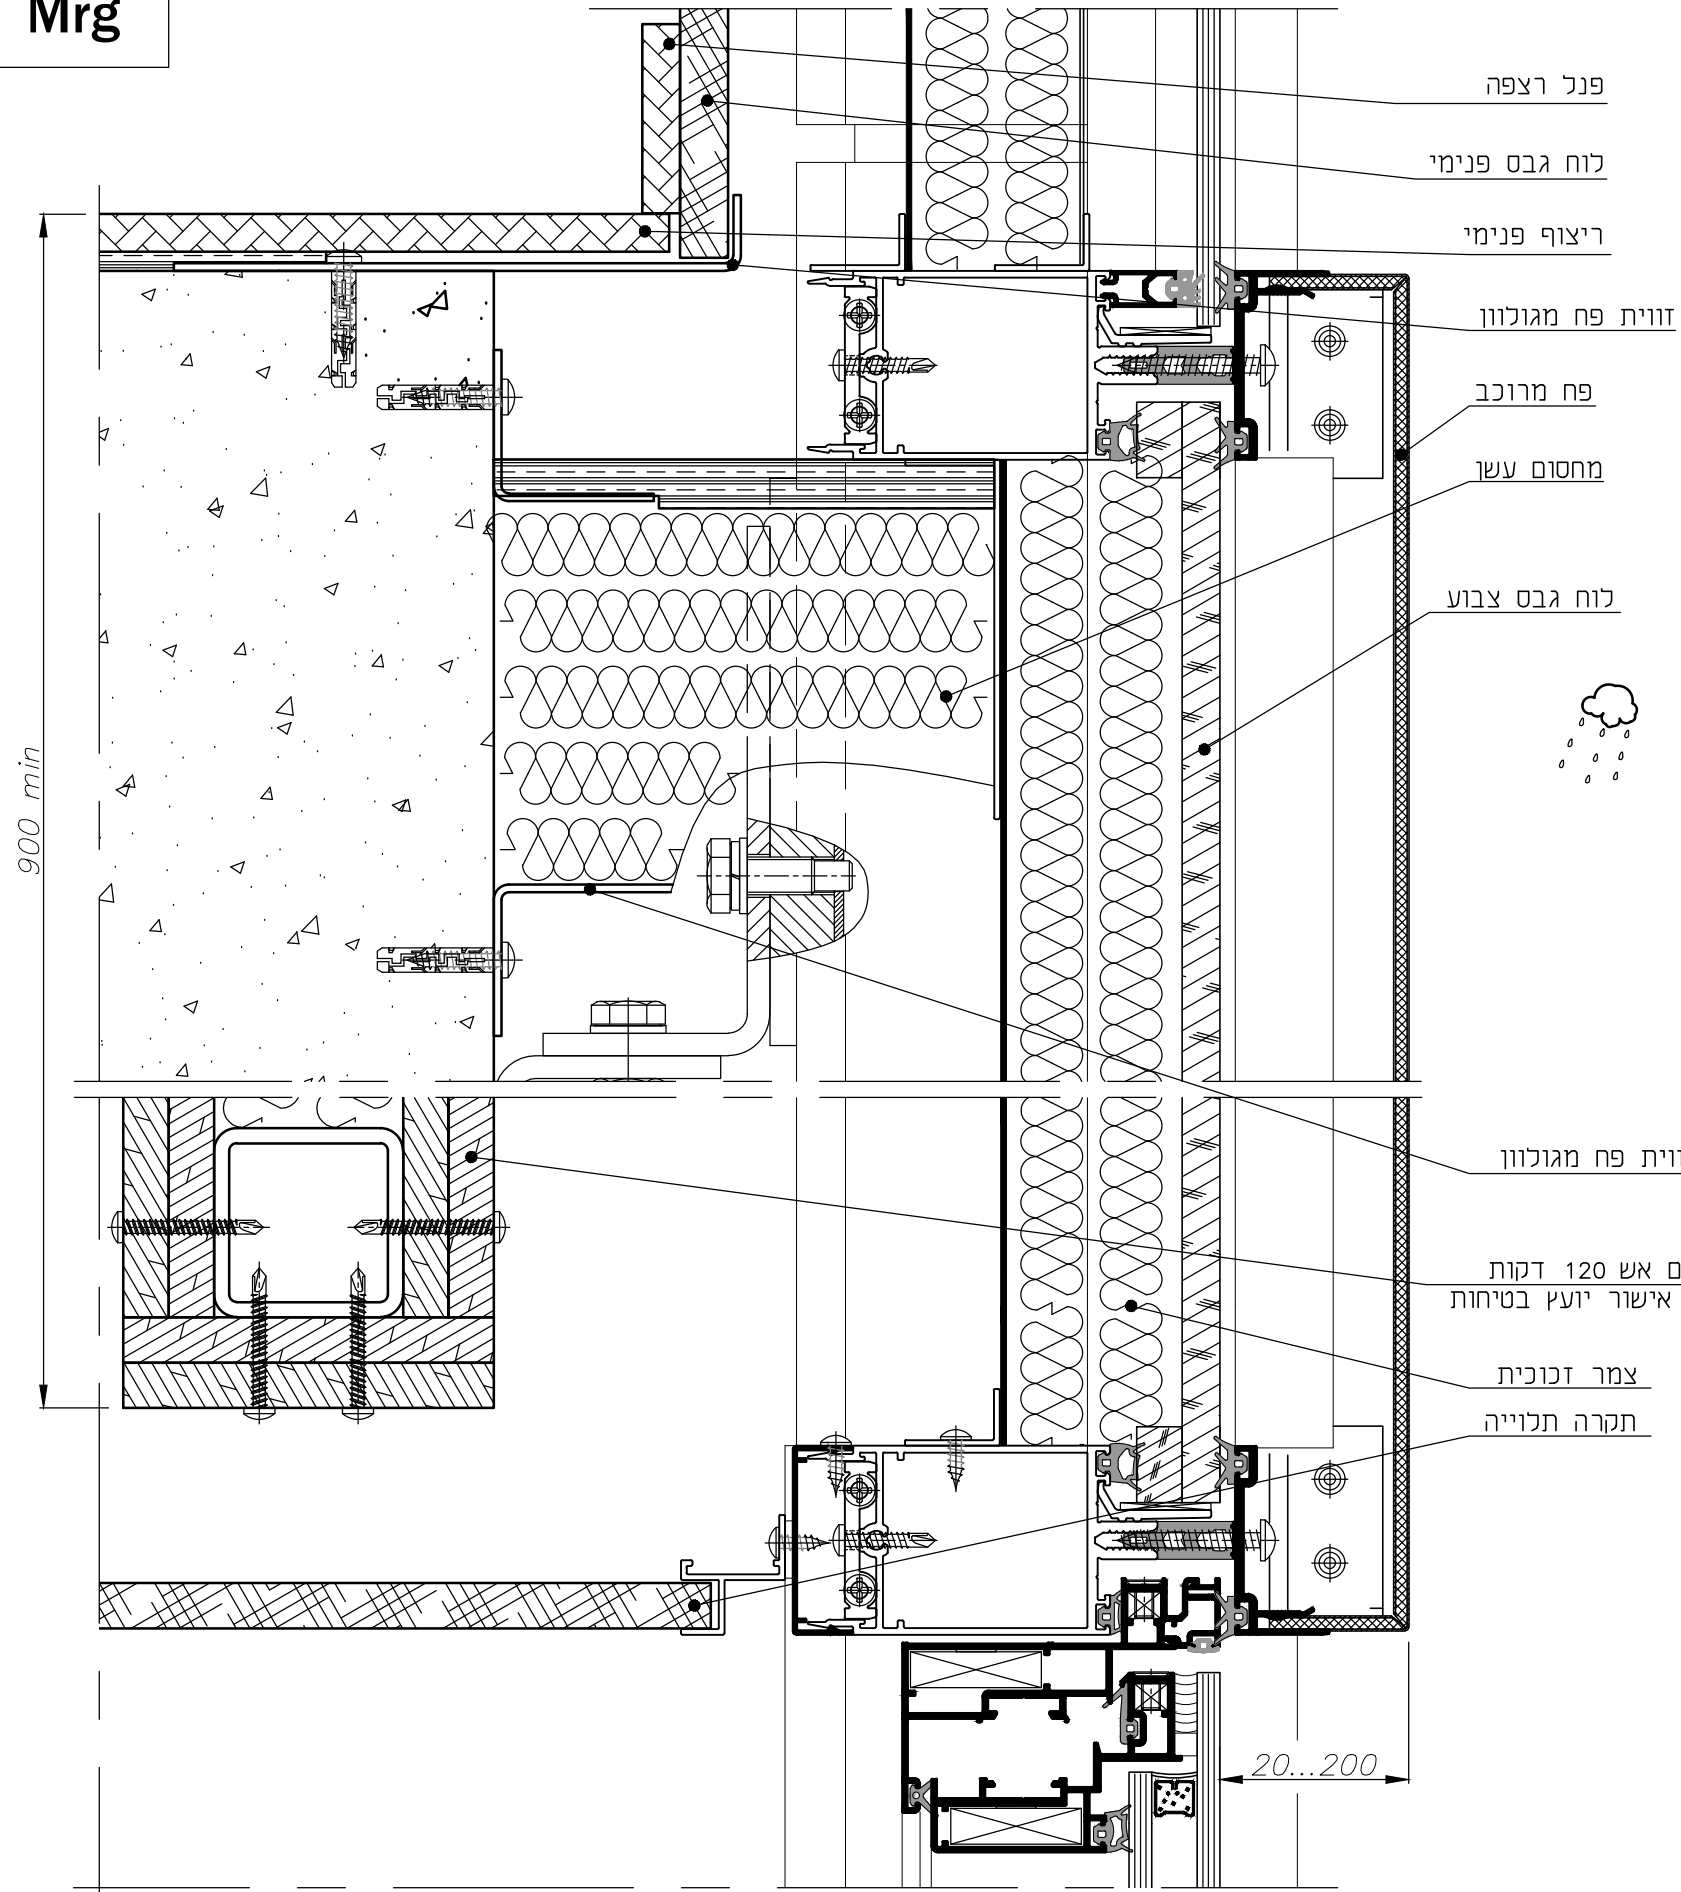 Mrg
פנל רצפה
לוח גבס פנימי
ריצוף פנימי
זווית פח מגולוון
פח מרוכב
מחסום עשן
לוח גבס צבוע
900 min
פח מגולוון
אש 120 דקות
אישור יועץ בטיחות
צמר זכוכית
תקרה תלוייה
20...200